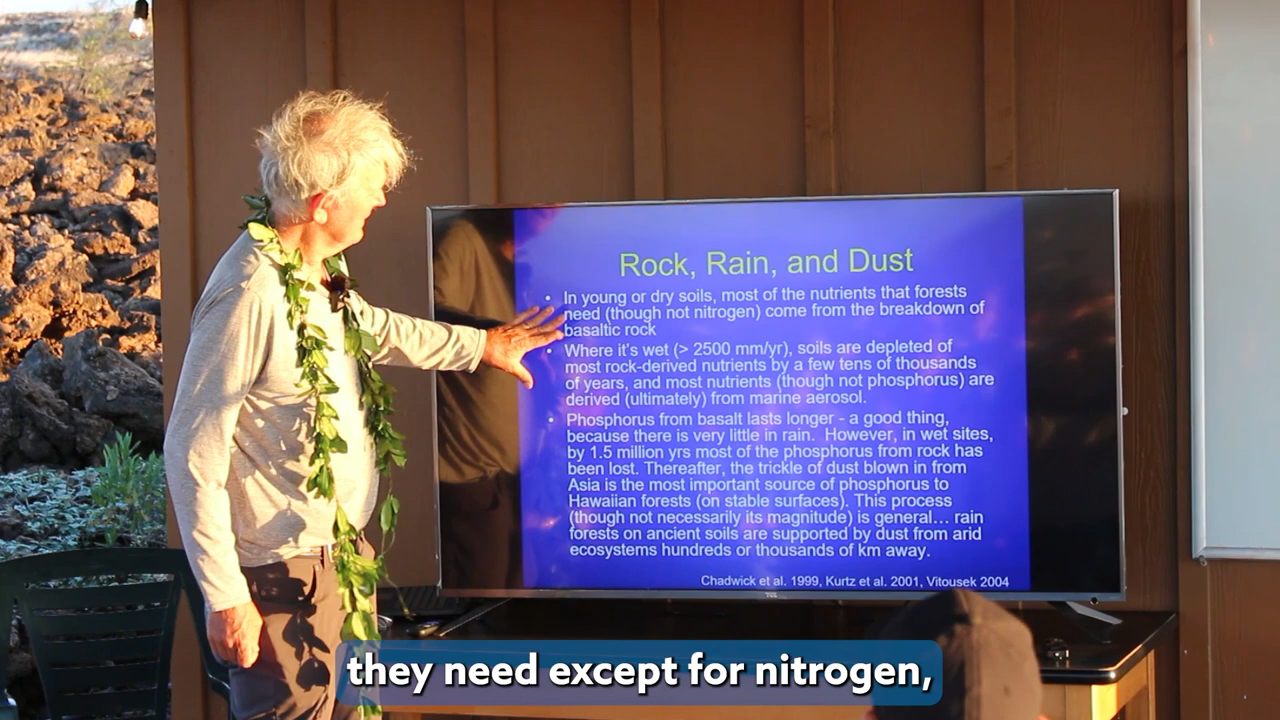 Rock, Rain, and Dust
• In young or dry soils, most of the nutrients that forests
need (though not nitrogen) come from the breakdown of
basaltic rock
• Where it's wet (> 2500 mm/yr), soils are depleted of
most rock-derived nutrients by a few tens of thousands
of years, and most nutrients (though not phosphorus) are
derived (ultimately) from marine aerosol.
• Phosphorus from basalt lasts longer - a good thing,
because there is very little in rain. However, in wet sites,
by 1.5 million yrs most of the phosphorus from rock has
been lost. Thereafter, the trickle of dust blown in from
Asia is the most important source of phosphorus to
Hawaiian forests (on stable surfaces). This process
(though not necessarily its magnitude) is general... rain
forests on ancient soils are supported by dust from arid
ecosystems hundreds or thousands of km away.
Chadwick et al. 1999, Kurtz et al. 2001, Vitousek 2004
TCL
they need except for nitrogen,